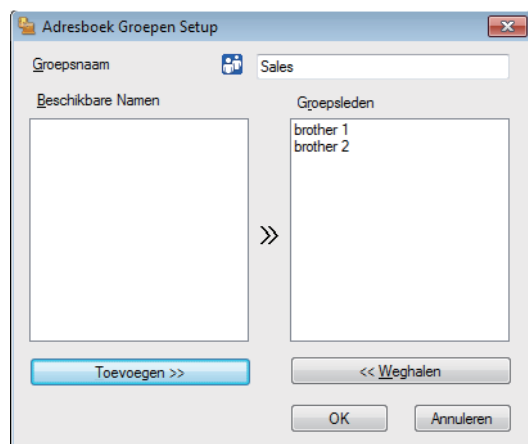 Adresboek Groepen Setup
Groepsnaam
Sales
Beschikbare Namen
Groepsleden
brother 1
brother 2
Toevoegen >>
<< Weghalen
OK
Annuleren